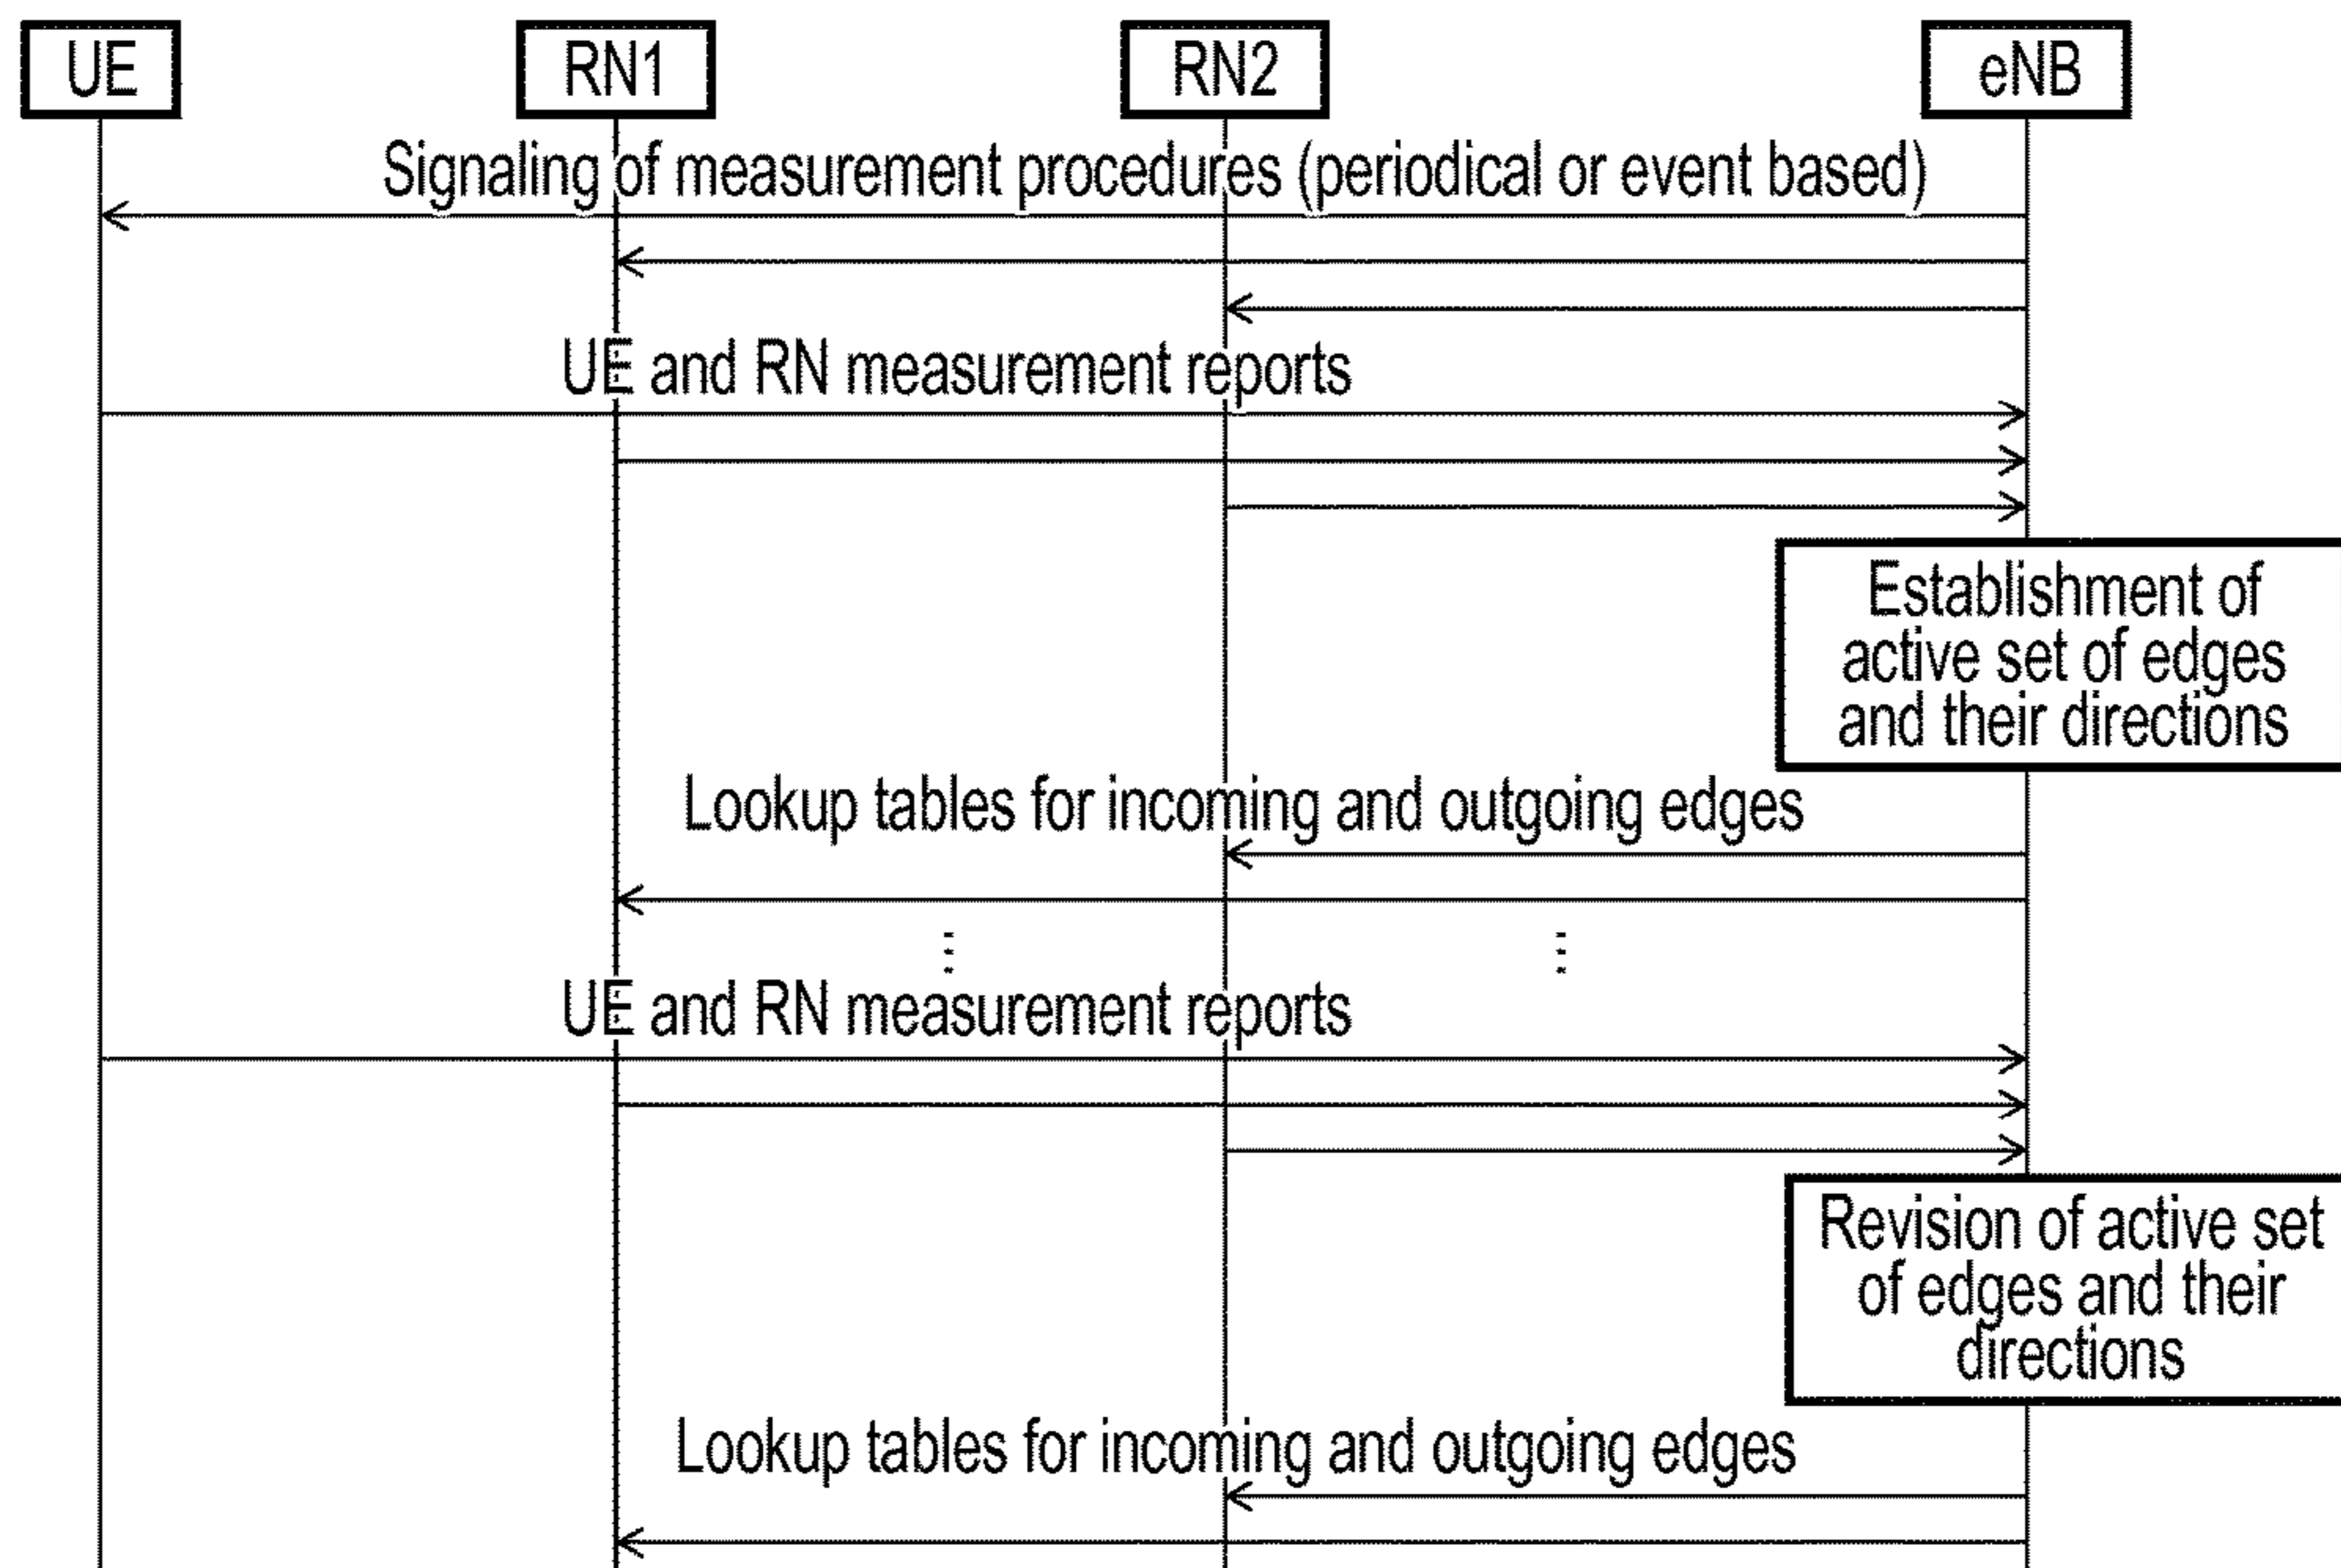 UE
RN1
RN2
eNB
Signaling of measurement procedures (periodical or event based)
UE and RN measurement reports
Establishment of
active set of edges
and their directions
Lookup tables for incoming and outgoing edges
UE and RN measurement reports
Revision of active set
of edges and their
directions
Lookup tables for incoming and outgoing edges